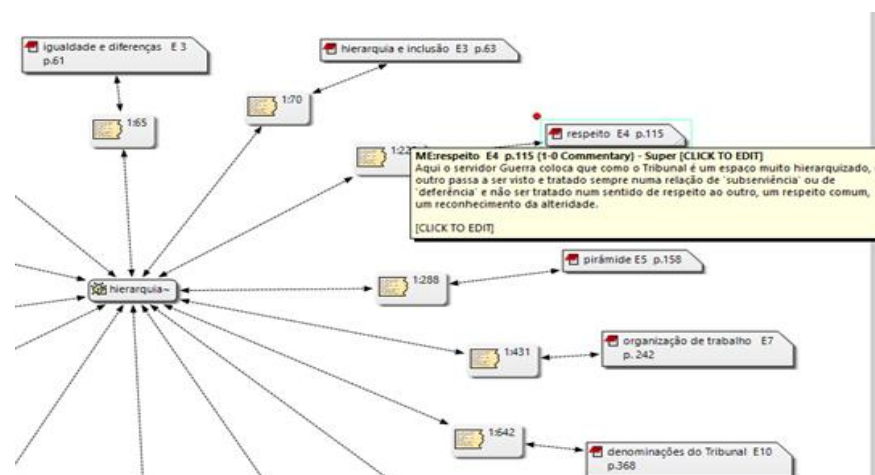 igualdade e diferenças E 3
p.61
hierarquia e inclusão E3 p.63
1:70
1:65
respeito E4 p.115
ME:respeito E4 p.115 {1-0 Commentary} - Super [CLICK TO EDIT]
Aqui o servidor Guerra coloca que como o Tribunal é um espaço muito hierarquizado,
outro passa a ser visto e tratado sempre numa relação de `subserviência` ou de
`deferência` e não ser tratado num sentido de respeito ao outro, um respeito comum,
um reconhecimento da alteridade.
[CLICK TO EDIT]
pirâmide E5 p.158
1:288
hierarquia~
organização de trabalho E7
p. 242
1:431
1:642
denominações do Tribunal E10
p.368